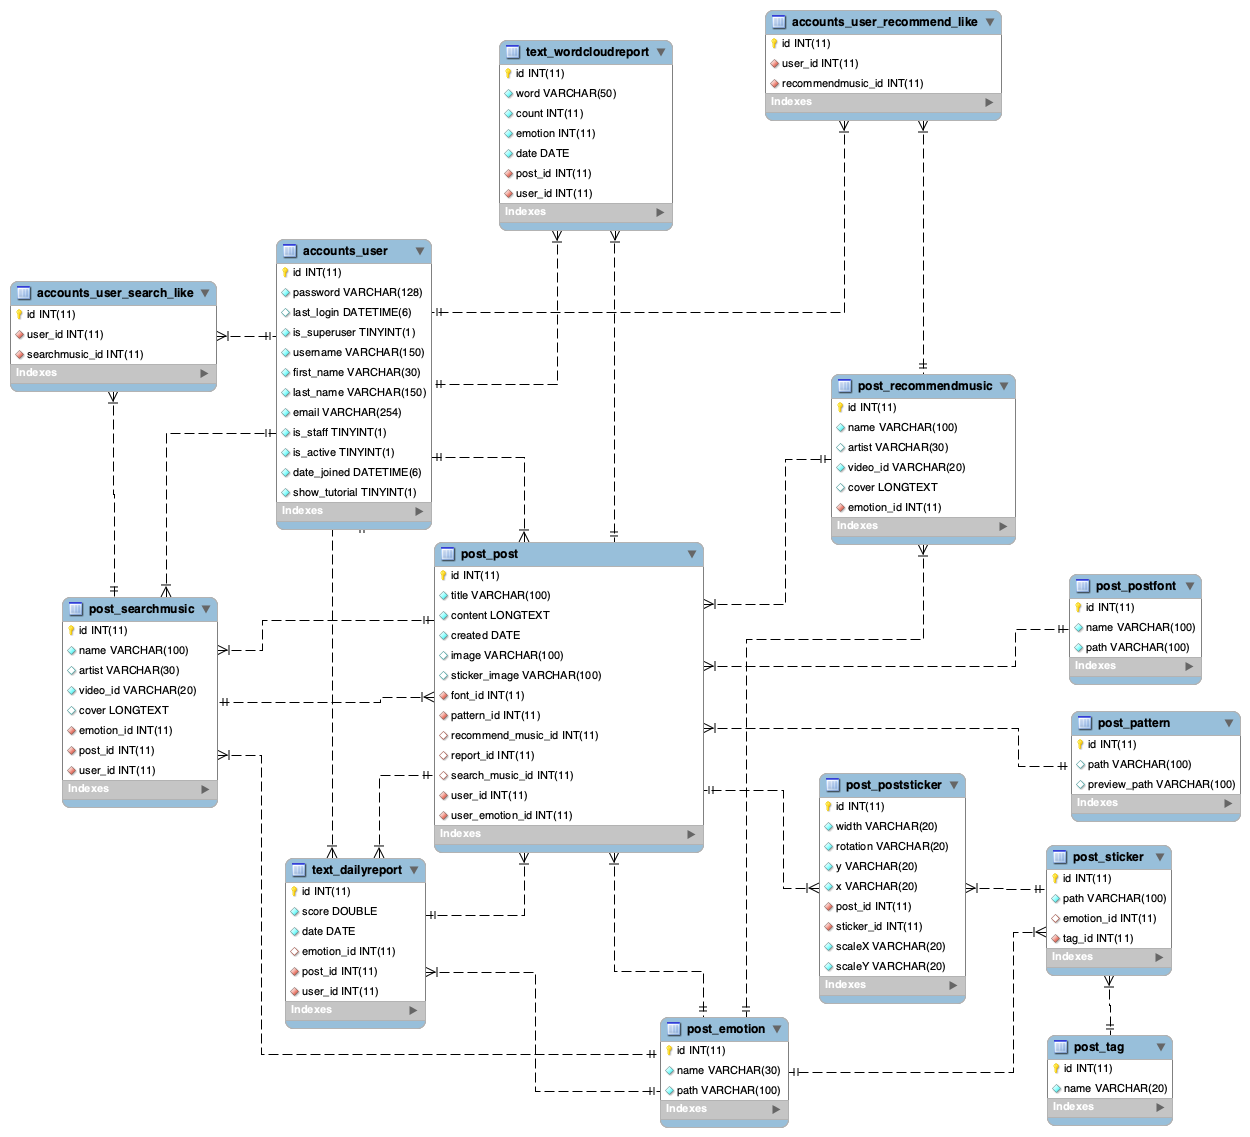 accounts_user_recommend_like
id INT(11)
user_id INT(11)
recommendmusic_id INT(11)
Indexes
text_wordcloudreport
id INT(11)
word VARCHAR(50)
count INT(11)
emotion INT(11)
date DATE
post_id INT(11)
user_id INT(11)
Indexes
accounts_user
id INT(11)
password VARCHAR(128)
last_login DATETIME(6)
is_superuser TINYINT(1)
username VARCHAR(150)
first_name VARCHAR(30)
last_name VARCHAR(150)
email VARCHAR(254)
is_staff TINYINT(1)
is_active TINYINT(1)
date_joined DATETIME(6)
show_tutorial TINYINT(1)
Indexes
accounts_user_search_like
id INT(11)
user_id INT(11)
searchmusic_id INT(11)
Indexes
post_recommendmusic
id INT(11)
name VARCHAR(100)
artist VARCHAR(30)
video_id VARCHAR(20)
cover LONGTEXT
emotion_id INT(11)
Indexes
post_post
id INT(11)
title VARCHAR(100)
content LONGTEXT
created DATE
image VARCHAR(100)
sticker_image VARCHAR(100)
font_id INT(11)
pattern_id INT(11)
recommend_music_id INT(11)
report_id INT(11)
search_music_id INT(11)
user_id INT(11)
user_emotion_id INT(11)
Indexes
post_searchmusic
id INT(11)
name VARCHAR(100)
artist VARCHAR(30)
video_id VARCHAR(20)
cover LONGTEXT
emotion_id INT(11)
post_id INT(11)
user_id INT(11)
Indexes
post_postfont
id INT(11)
name VARCHAR(100)
path VARCHAR(100)
Indexes
post_pattern
id INT(11)
path VARCHAR(100)
preview_path VARCHAR(100)
Indexes
post_poststicker
id INT(11)
width VARCHAR(20)
rotation VARCHAR(20)
y VARCHAR(20)
x VARCHAR(20)
post_id INT(11)
sticker_id INT(11)
scaleX VARCHAR(20)
scaleY VARCHAR(20)
Indexes
post_sticker
id INT(11)
path VARCHAR(100)
emotion_id INT(11)
tag_id INT(11)
Indexes
text_dailyreport
id INT(11)
score DOUBLE
date DATE
emotion_id INT(11)
post_id INT(11)
user_id INT(11)
Indexes
post_emotion
id INT(11)
name VARCHAR(30)
path VARCHAR(100)
Indexes
post_tag
id INT(11)
name VARCHAR(20)
Indexes